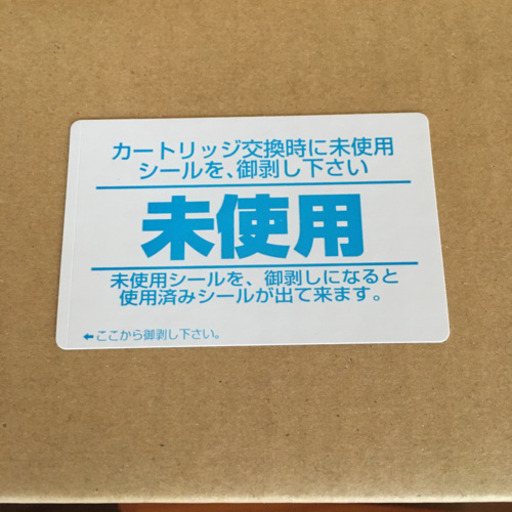 カートリッジ交換時に未使用
シールを、御剥し下さい
未使用
未使用シールを、御剥しになると
使用済みシールが出て来ます。
←ここから御剥し下さい。